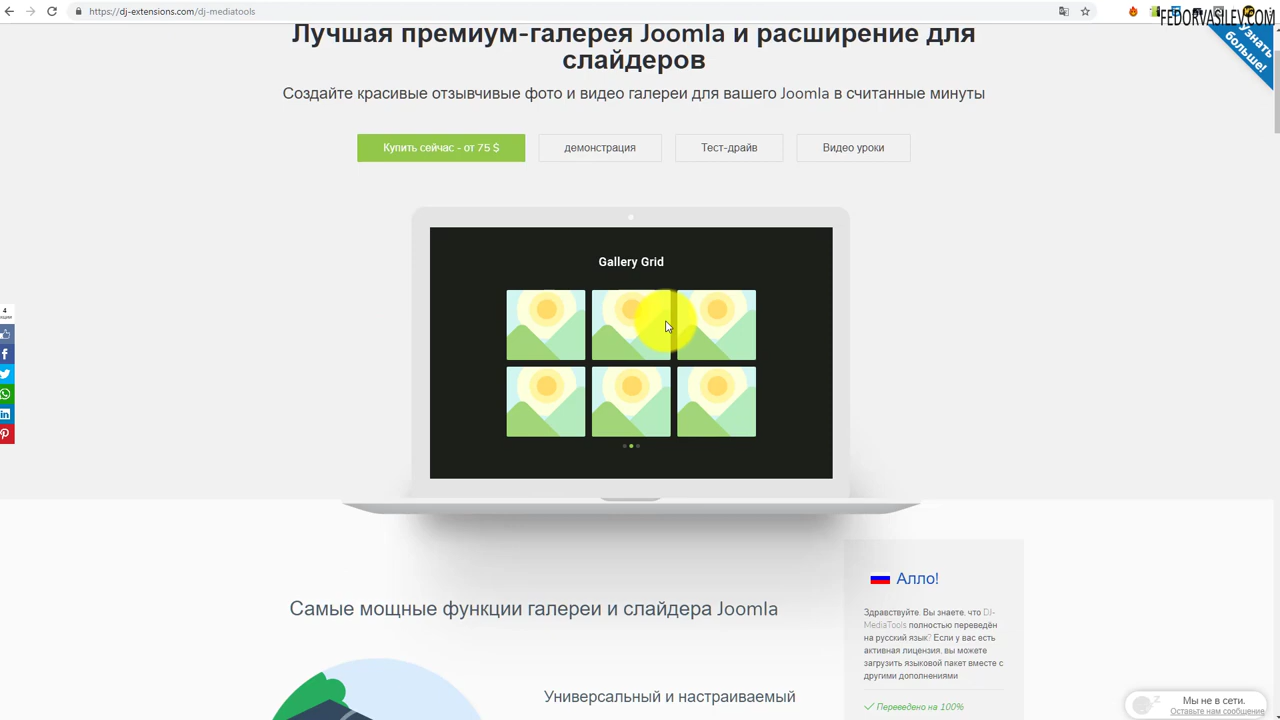 https://dj-extensions.com/dj-mediatools
FEDORVASILEV.COM
Узнать
больше!
Лучшая премиум-галерея Joomla и расширение для
слайдеров
Создайте красивые отзывчивые фото и видео галереи для вашего Joomla в считанные минуты
Купить сейчас - от 75 $
демонстрация
Тест-драйв
Видео уроки
Gallery Grid
4
Алло!
Здравствуйте. Вы знаете, что DJ-
MediaTools полностью переведён
на русский язык? Если у вас есть
активная лицензия, вы можете
загрузить языковой пакет вместе с
другими дополнениями
Переведено на 100%
Самые мощные функции галереи и слайдера Joomla
Универсальный и настраиваемый
Мы не в сети.
Оставьте нам сообщение